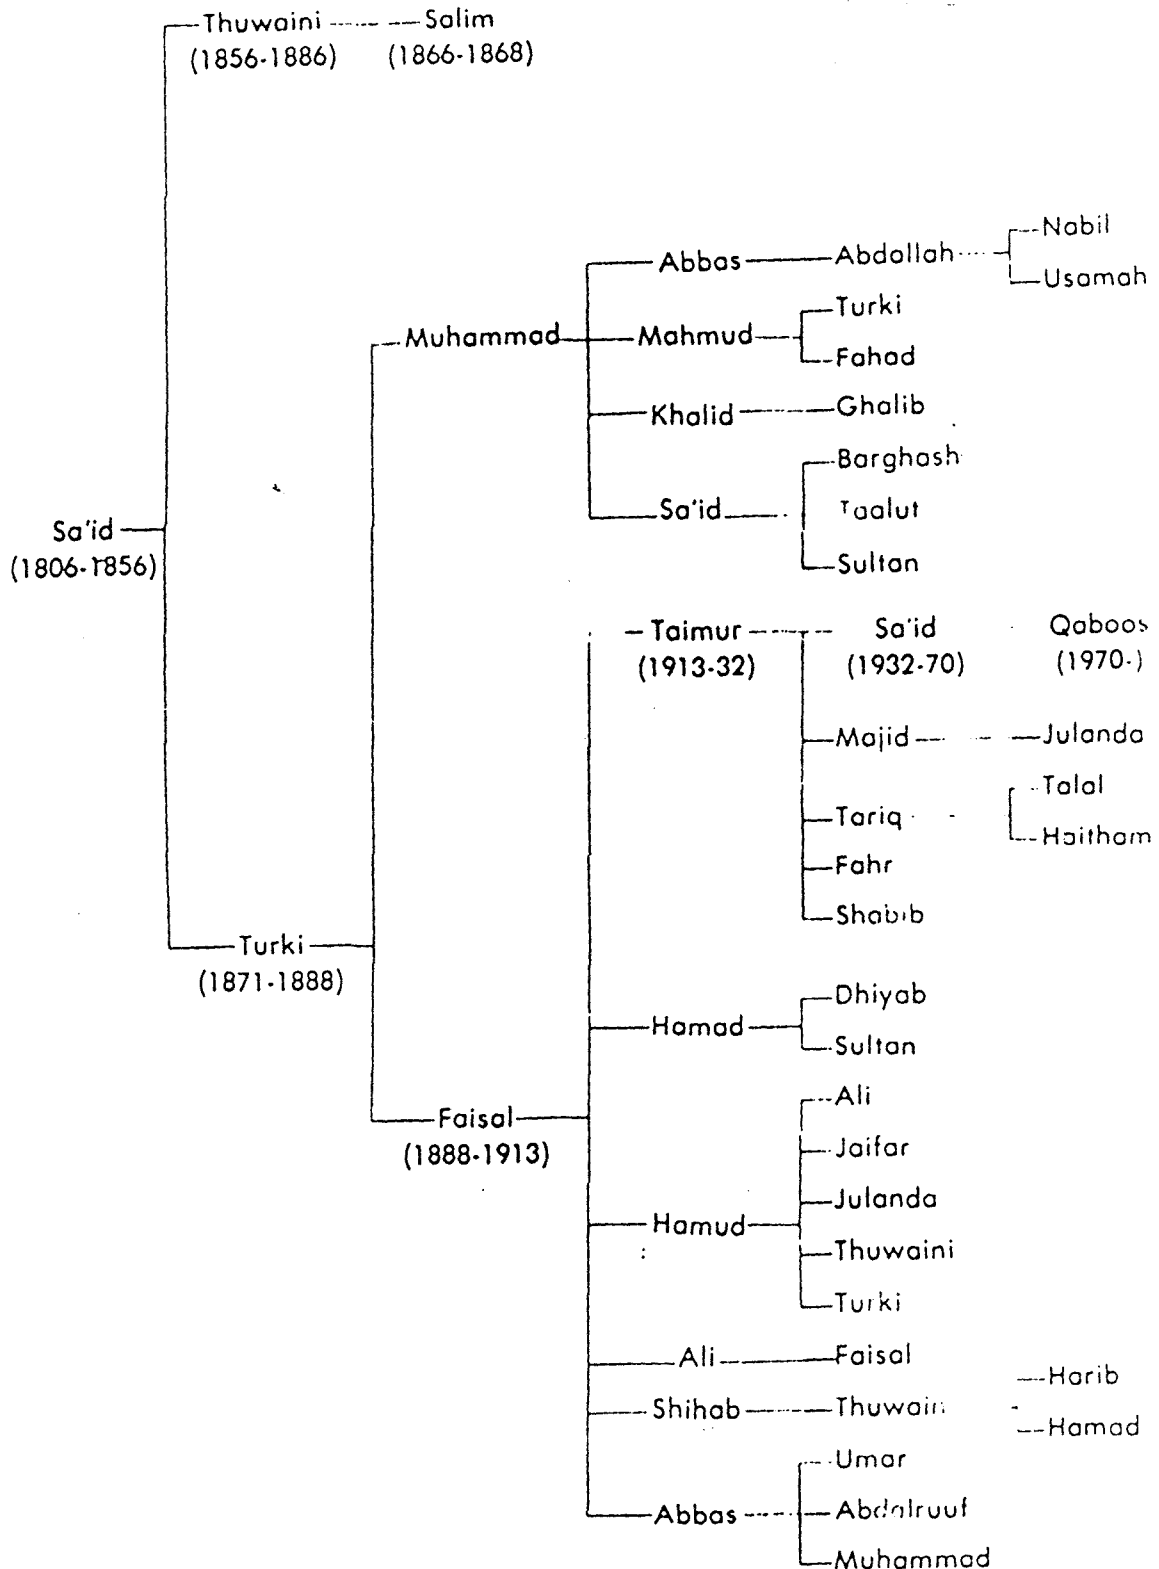 Thuwaini Salim
(1856-1886) (1866-1868)
Nabil
Abbas Abdallah
Usamah
Turki
Muhammad Mahmud
Fahad
Khalid Ghalib
Barghash
Sa'id Taalut
Sa'id
(1806-1856)
Sultan
Taimur Sa'id Qaboos
(1913-32) (1932-70) (1970-)
Majid Julanda
Talal
Tariq
Haitham
Fahr
Shabib
Turki
(1871-1888)
Dhiyab
Hamad
Sultan
Ali
Faisal
(1888-1913)
Jaifar
Julanda
Hamud
Thuwaini
Turki
Ali Faisal
Harib
Shihab Thuwaini
Hamad
Umar
Abbas Abdalruuf
Muhammad